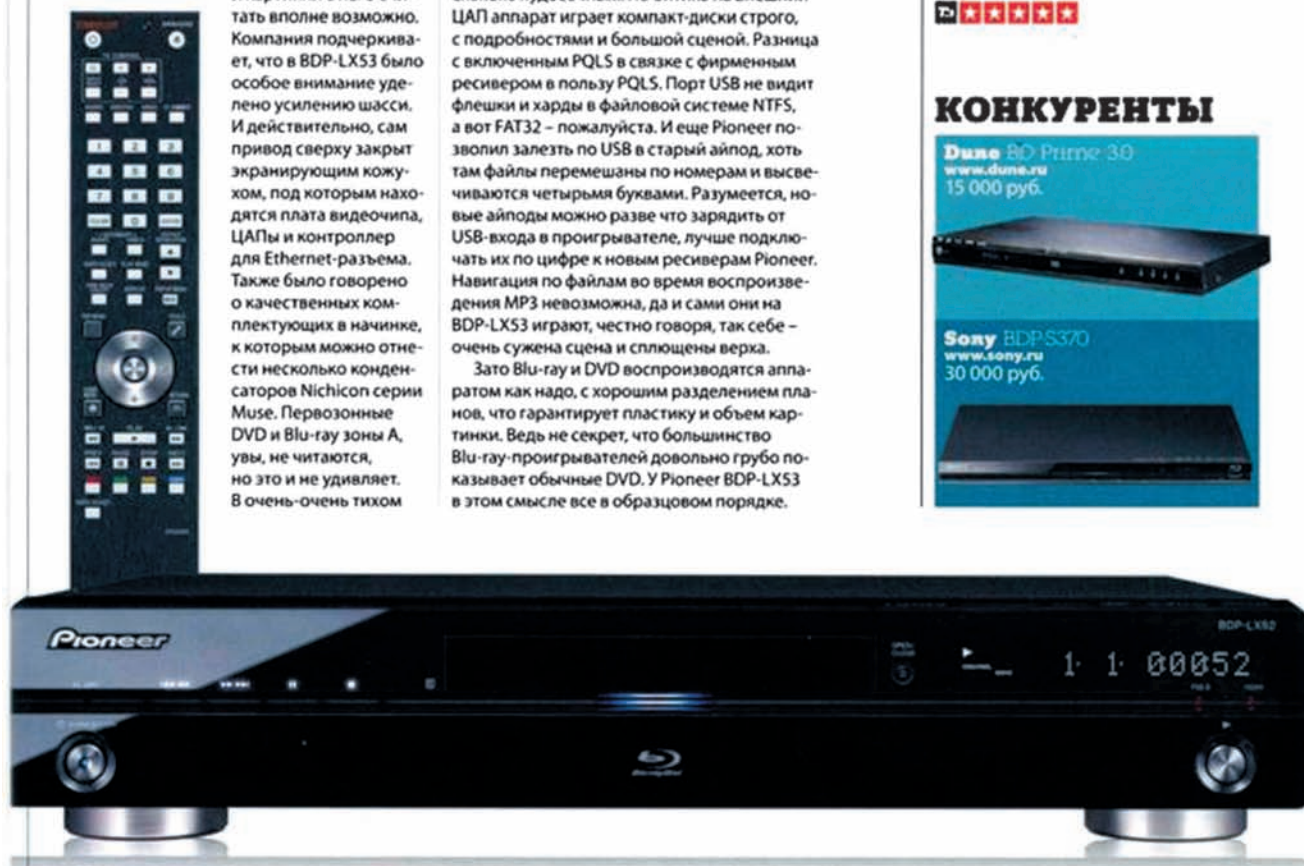 тать вполне возможно.
Компания подчеркива-
ет, что в BDP-LX53 было
особое внимание уде-
лено усилению шасси.
И действительно, сам
привод сверху закрыт
экранирующим кожу-
хом, под которым нахо-
дятся плата видеочипа,
ЦАПы и контроллер
для Ethernet-разъема.
Также было говорено
о качественных ком-
плектующих в начинке,
к которым можно отне-
сти несколько конден-
саторов Nichicon серии
Muse. Первозонные
DVD и Blu-ray зоны А,
увы, не читаются,
но это и не удивляет.
В очень-очень тихом
ЦАП аппарат играет компакт-диски строго,
с подробностями и большой сценой. Разница
с включенным PQLS в связке с фирменным
ресивером в пользу PQLS. Порт USB не видит
флешки и харды в файловой системе NTFS,
а вот FAT32 – пожалуйста. И еще Pioneer по-
зволил залезть по USB в старый айпод, хоть
там файлы перемешаны по номерам и высве-
чиваются четырьмя буквами. Разумеется, но-
вые айподы можно разве что зарядить от
USB-входа в проигрывателе, лучше подклю-
чать их по цифре к новым ресиверам Pioneer.
Навигация по файлам во время воспроизве-
дения MP3 невозможна, да и сами они на
BDP-LX53 играют, честно говоря, так себе –
очень сужена сцена и сплющены верха.
Зато Blu-ray и DVD воспроизводятся аппа-
ратом как надо, с хорошим разделением пла-
нов, что гарантирует пластику и объем кар-
тинки. Ведь не секрет, что большинство
Blu-ray-проигрывателей довольно грубо по-
казывает обычные DVD. У Pioneer BDP-LX53
в этом смысле все в образцовом порядке.
КОНКУРЕНТЫ
Dune BD Prime 3.0
www.dune.ru
15 000 руб.
Sony BDP-S370
www.sony.ru
30 000 руб.
Pioneer
BDP-LX52
OPEN/CLOSE
1 1 00052
Blu-ray Disc